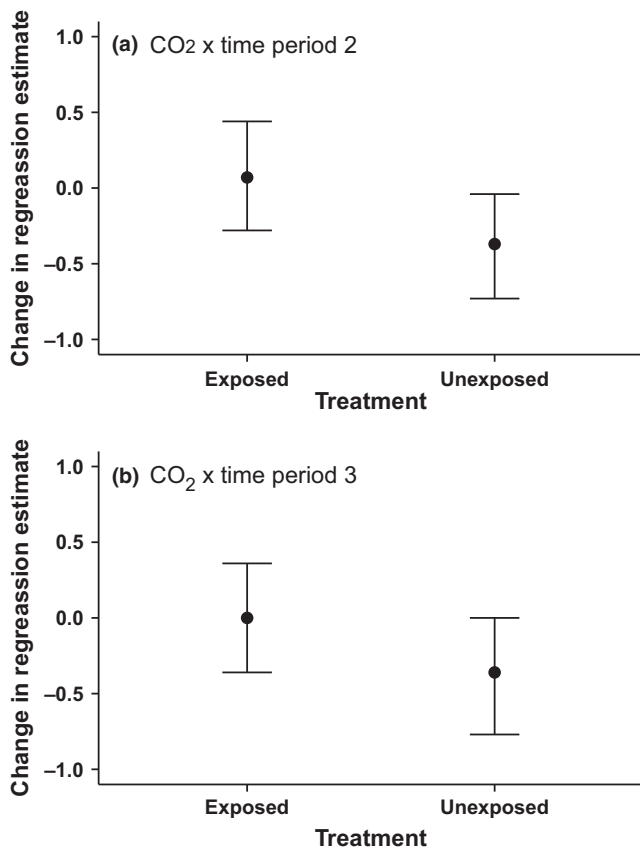 Change in regreassion estimate
(a) CO2 x time period 2
1.0
0.5
0.0
−0.5
−1.0
Exposed Unexposed
Treatment
Change in regreassion estimate
(b) CO2 x time period 3
1.0
0.5
0.0
−0.5
−1.0
Exposed Unexposed
Treatment